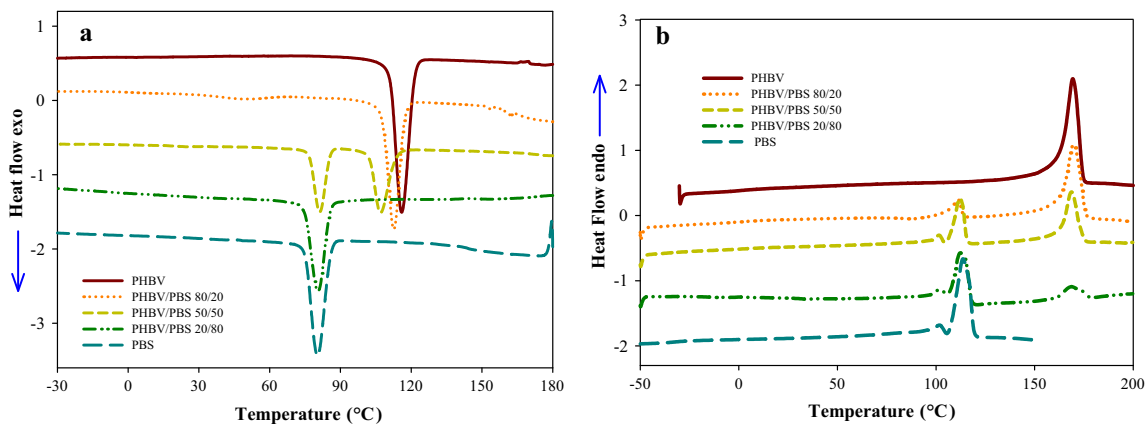 a
1
0
-1
-2
-3
Heat flow exo
PHBV
PHBV/PBS 80/20
PHBV/PBS 50/50
PHBV/PBS 20/80
PBS
-30 0 30 60 90 120 150 180
Temperature (°C)
b
3
2
1
0
-1
-2
Heat Flow endo
PHBV
PHBV/PBS 80/20
PHBV/PBS 50/50
PHBV/PBS 20/80
PBS
-50 0 50 100 150 200
Temperature (°C)